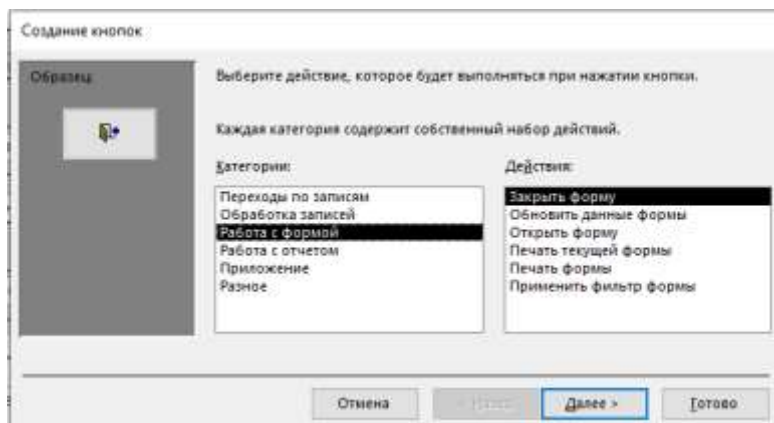 Создание кнопок
Образец
Выберите действие, которое будет выполняться при нажатии кнопки.
Каждая категория содержит собственный набор действий.
Категории:
Действия:
Переходы по записям
Обработка записей
Работа с формой
Работа с отчетом
Приложение
Разное
Закрыть форму
Обновить данные формы
Открыть форму
Печать текущей формы
Печать формы
Применить фильтр формы
Отмена
Далее >
Готово